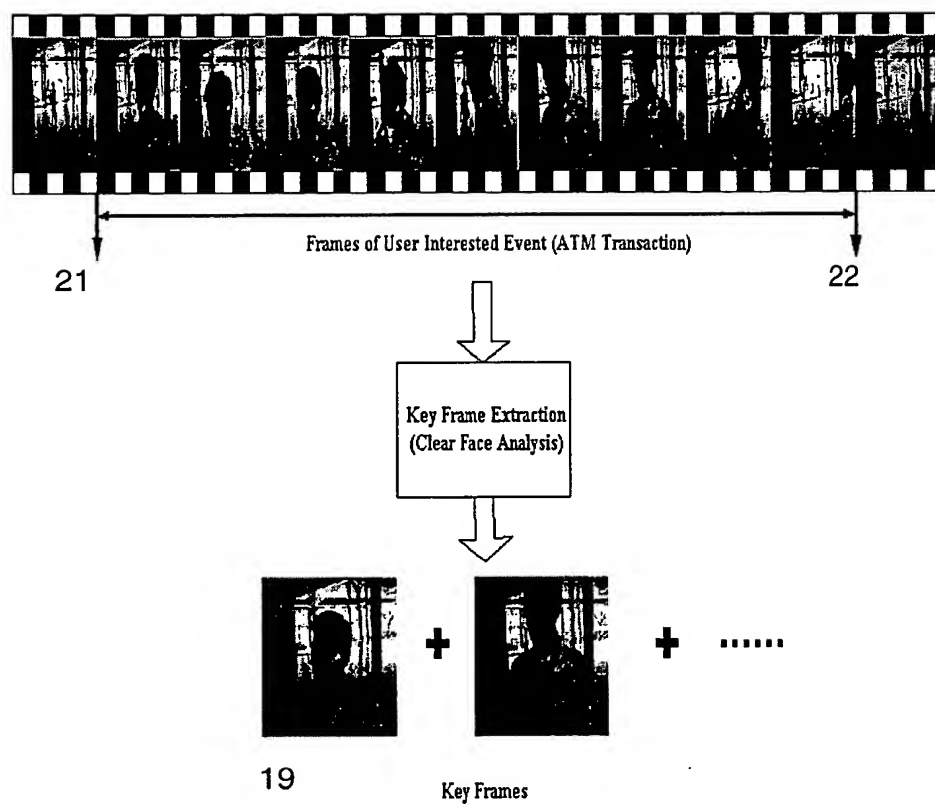 Frames of User Interested Event (ATM Transaction)
21
22
Key Frame Extraction
(Clear Face Analysis)
19
Key Frames